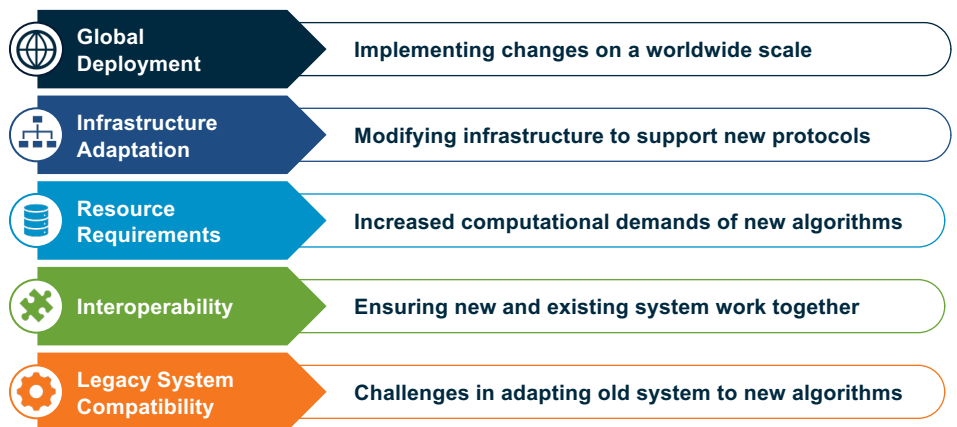 Global
Deployment
Implementing changes on a worldwide scale
Infrastructure
Adaptation
Modifying infrastructure to support new protocols
Resource
Requirements
Increased computational demands of new algorithms
Interoperability
Ensuring new and existing system work together
Legacy System
Compatibility
Challenges in adapting old system to new algorithms